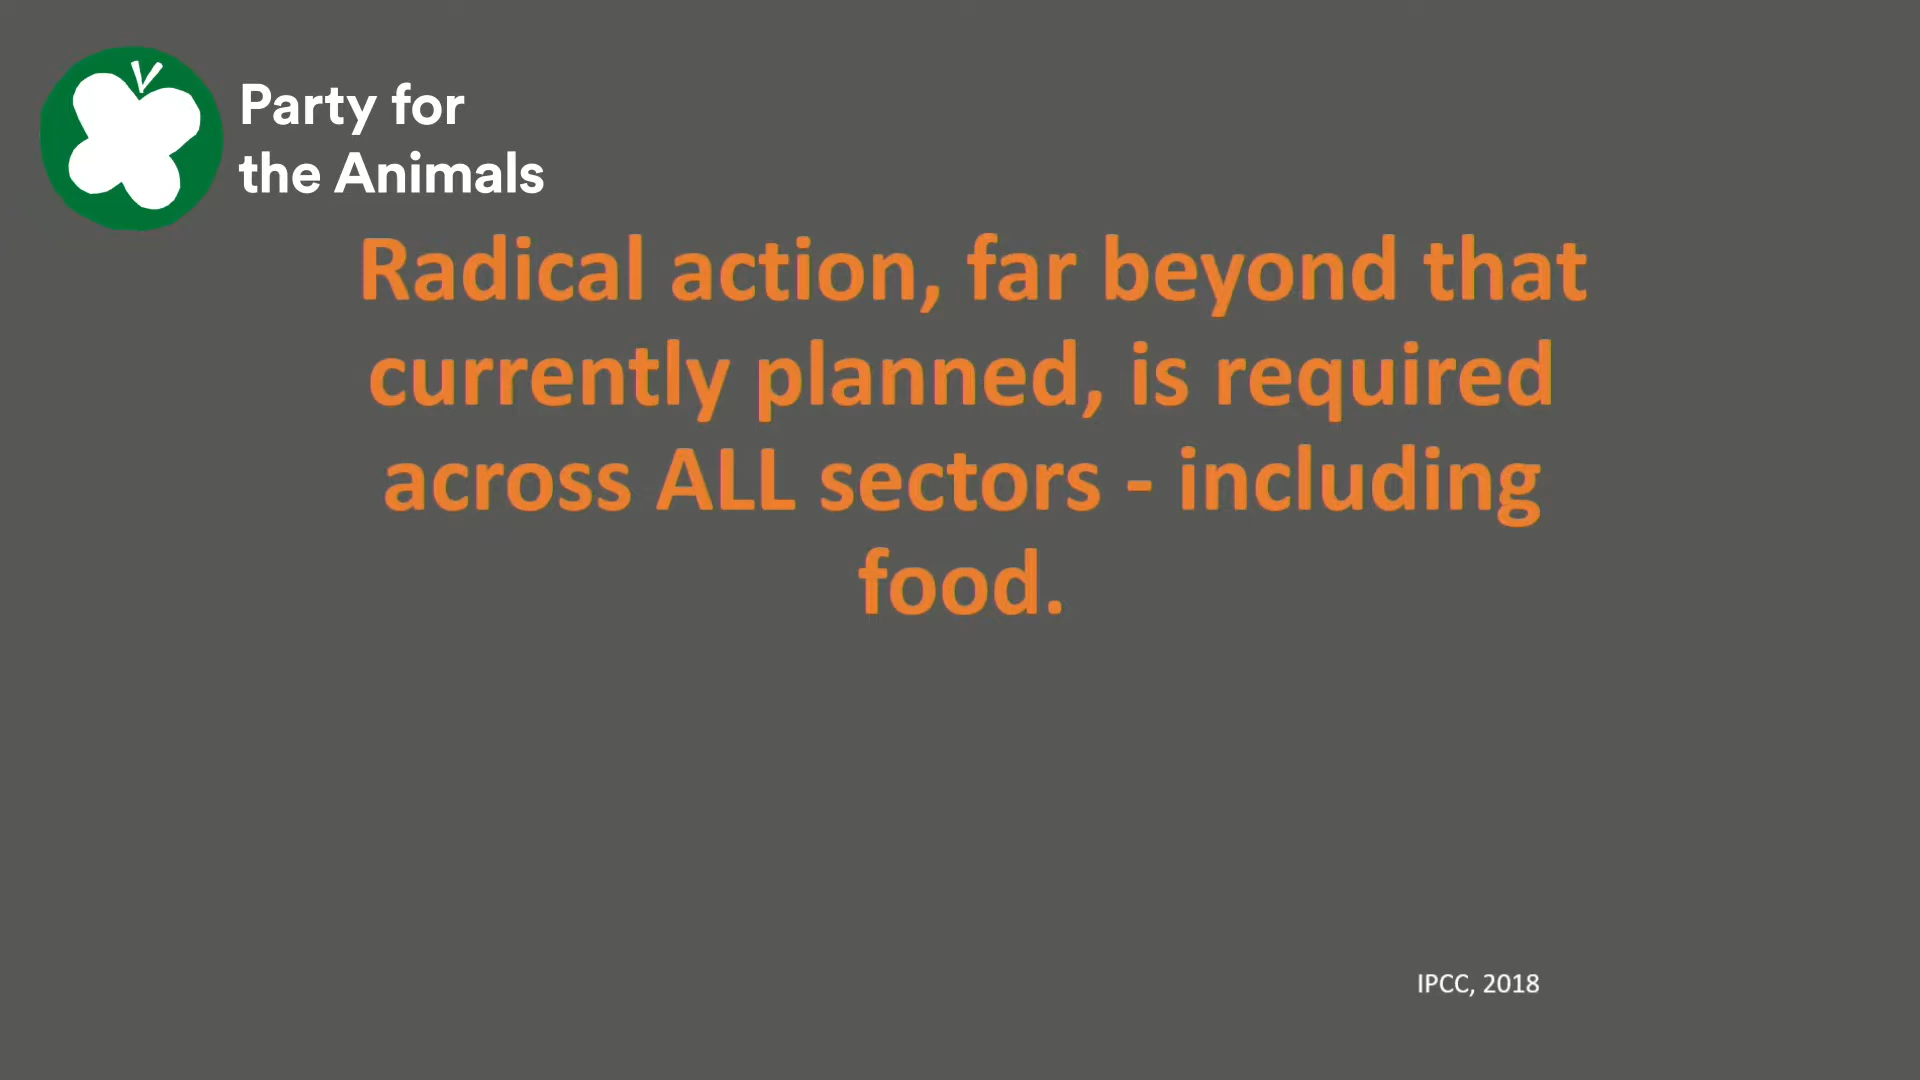 Party for
the Animals
Radical action, far beyond that
currently planned, is required
across ALL sectors - including
food.
IPCC, 2018